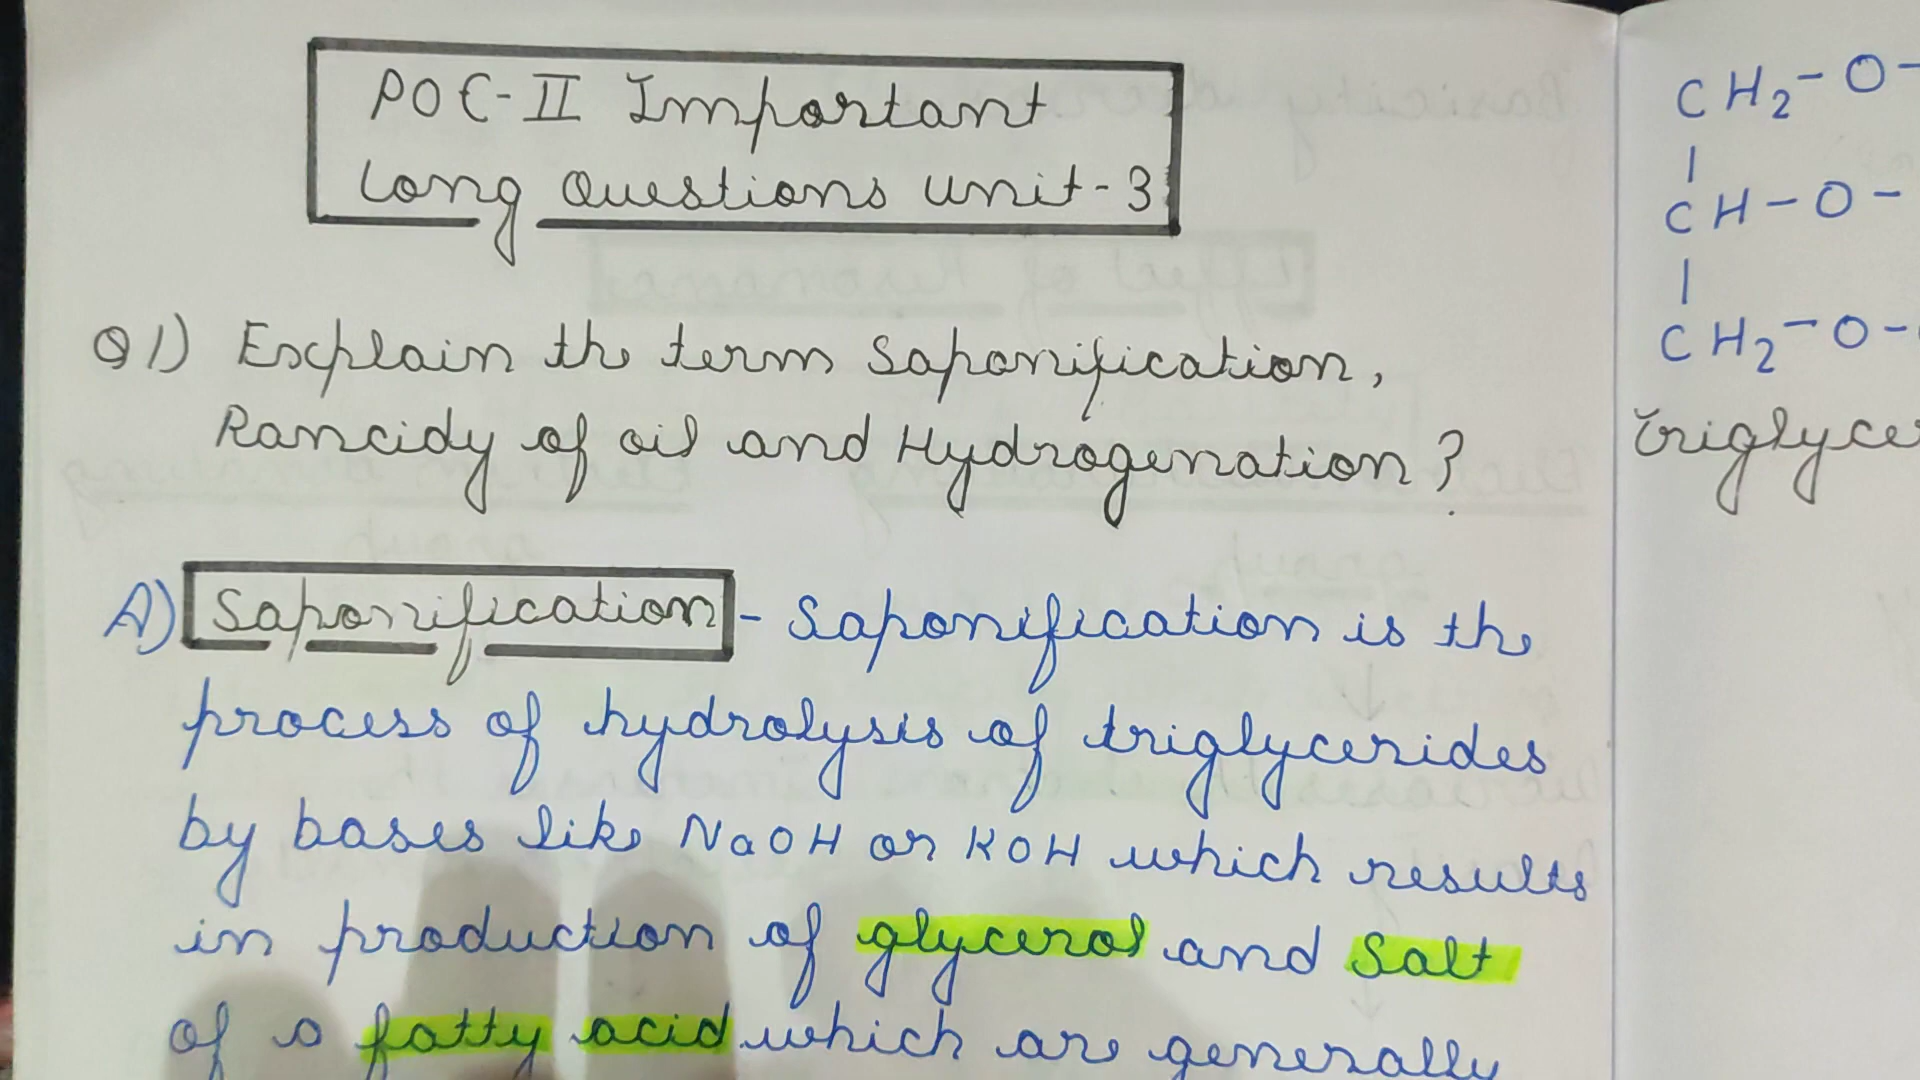 POC-II Important
Long Questions unit-3
Q1) Explain the term Saponification,
Rancidy of oil and Hydrogenation?
A) Saponification - Saponification is the
process of hydrolysis of triglycerides
by bases like NaOH or KOH which results
in production of glycerol and Salt
of a fatty acid which are generally
CH2-O-
CH-O-
CH2-O-